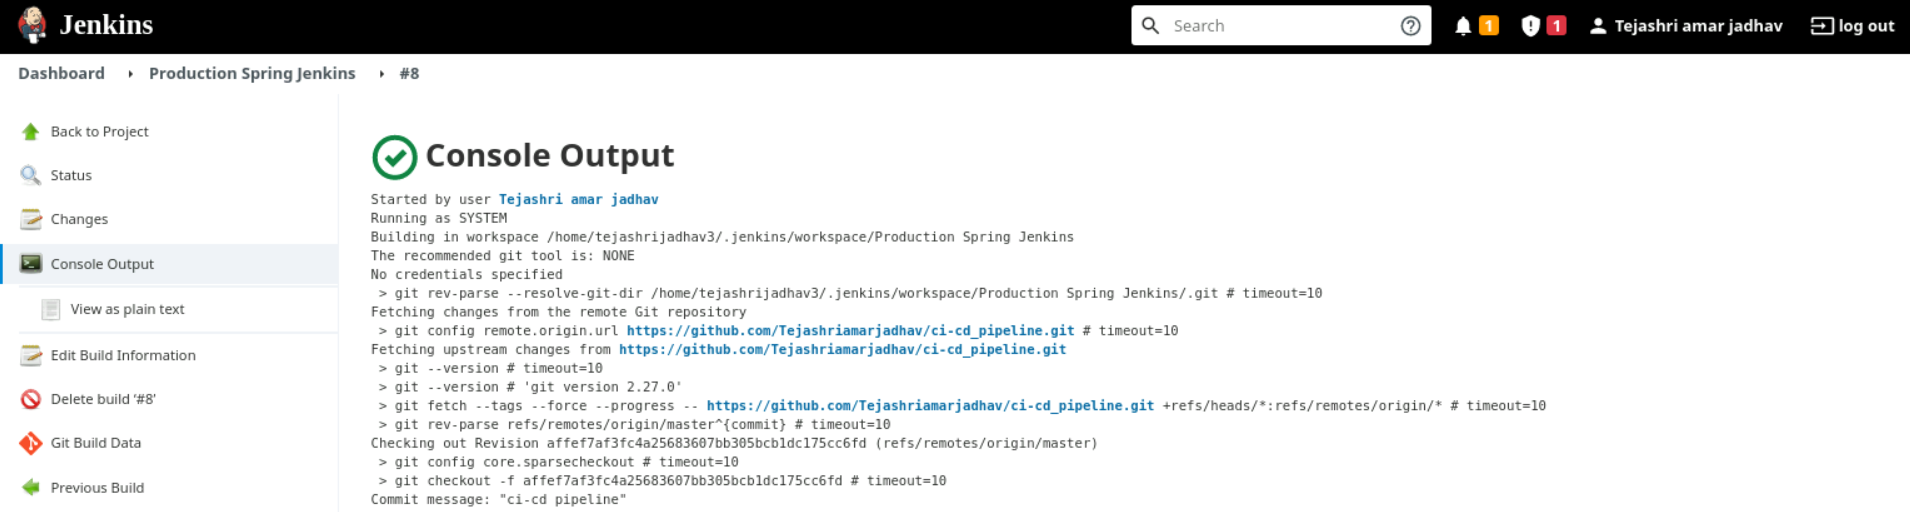 Jenkins
Search
1
1
Tejashri amar jadhav
log out
Dashboard
Production Spring Jenkins
#8
Back to Project
Status
Changes
Console Output
View as plain text
Edit Build Information
Delete build '#8'
Git Build Data
Previous Build
Console Output
Started by user Tejashri amar jadhav
Running as SYSTEM
Building in workspace /home/tejashrijadhav3/.jenkins/workspace/Production Spring Jenkins
The recommended git tool is: NONE
No credentials specified
 > git rev-parse --resolve-git-dir /home/tejashrijadhav3/.jenkins/workspace/Production Spring Jenkins/.git # timeout=10
Fetching changes from the remote Git repository
 > git config remote.origin.url https://github.com/Tejashriamarjadhav/ci-cd_pipeline.git # timeout=10
Fetching upstream changes from https://github.com/Tejashriamarjadhav/ci-cd_pipeline.git
 > git --version # timeout=10
 > git --version # 'git version 2.27.0'
 > git fetch --tags --force --progress -- https://github.com/Tejashriamarjadhav/ci-cd_pipeline.git +refs/heads/*:refs/remotes/origin/* # timeout=10
 > git rev-parse refs/remotes/origin/master^{commit} # timeout=10
Checking out Revision affef7af3fc4a25683607bb305bcb1dc175cc6fd (refs/remotes/origin/master)
 > git config core.sparsecheckout # timeout=10
 > git checkout -f affef7af3fc4a25683607bb305bcb1dc175cc6fd # timeout=10
Commit message: "ci-cd pipeline"